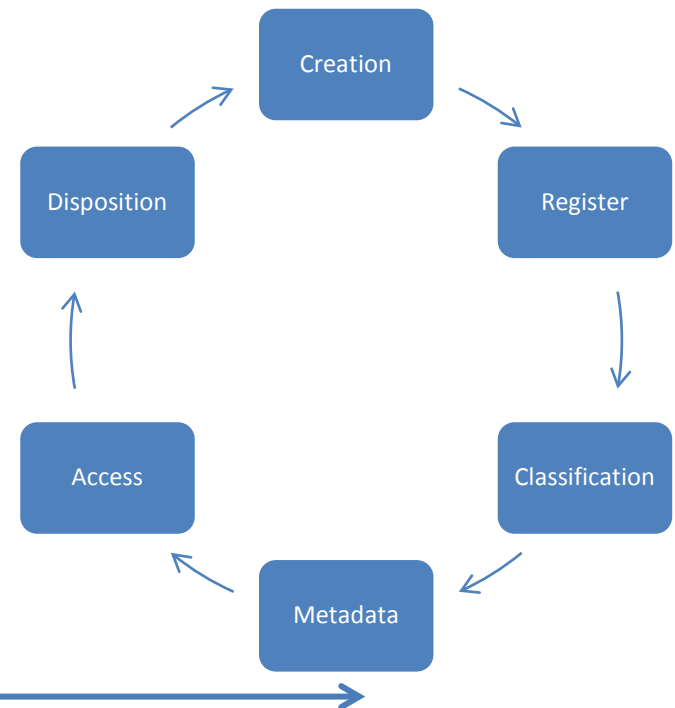 Creation
Register
Classification
Metadata
Access
Disposition